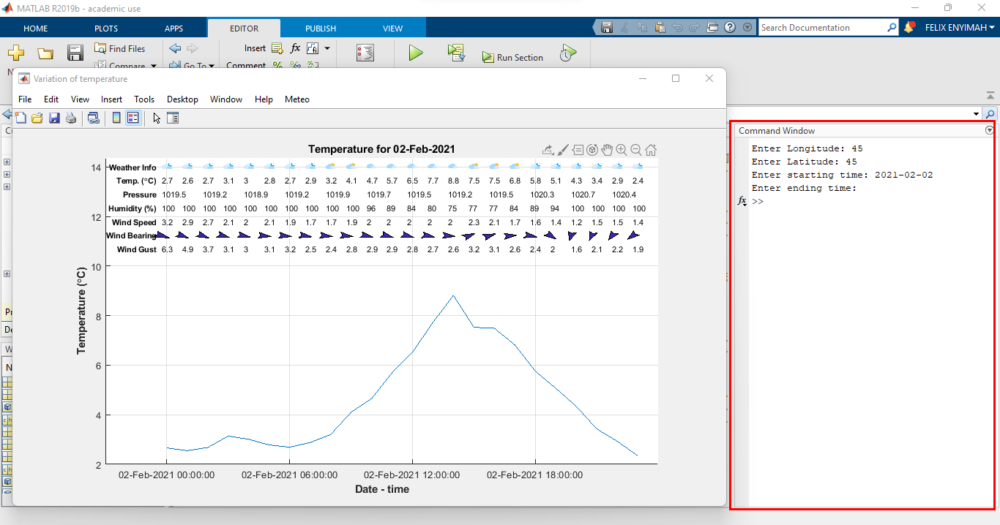 MATLAB R2019b - academic use
HOME PLOTS APPS EDITOR PUBLISH VIEW Search Documentation FELIX ENYIMAH
Find Files Insert fx Run Section
Compare Go To Comment
Variation of temperature
File Edit View Insert Tools Desktop Window Help Meteo
Temperature for 02-Feb-2021
14 Weather Info
Temp. (°C) 2.7 2.6 2.7 3.1 3 2.8 2.7 2.9 3.2 4.1 4.7 5.7 6.5 7.7 8.8 7.5 7.5 6.8 5.8 5.1 4.3 3.4 2.9 2.4
Pressure 1019.5 1019.2 1018.9 1019.2 1019.9 1019.7 1019.5 1019.2 1019.5 1020.3 1020.7 1020.4
Humidity (%) 100 100 100 100 100 100 100 100 100 100 96 89 84 80 75 77 77 84 89 94 100 100 100 100
12 Wind Speed 3.2 2.9 2.7 2.1 2 2.1 1.9 1.7 1.7 1.9 2 2 2 2 2 2.3 2.1 1.7 1.6 1.4 1.2 1.5 1.5 1.4
Wind Bearing
Wind Gust 6.3 4.9 3.7 3.1 3 3.1 3.2 2.5 2.4 2.8 2.9 2.9 2.8 2.7 2.6 3.2 3.1 2.6 2.4 2 1.6 2.1 2.2 1.9
10
8
6
4
2
Temperature (°C)
02-Feb-2021 00:00:00 02-Feb-2021 06:00:00 02-Feb-2021 12:00:00 02-Feb-2021 18:00:00
Date - time
Command Window
Enter Longitude: 45
Enter Latitude: 45
Enter starting time: 2021-02-02
Enter ending time:
fx >>